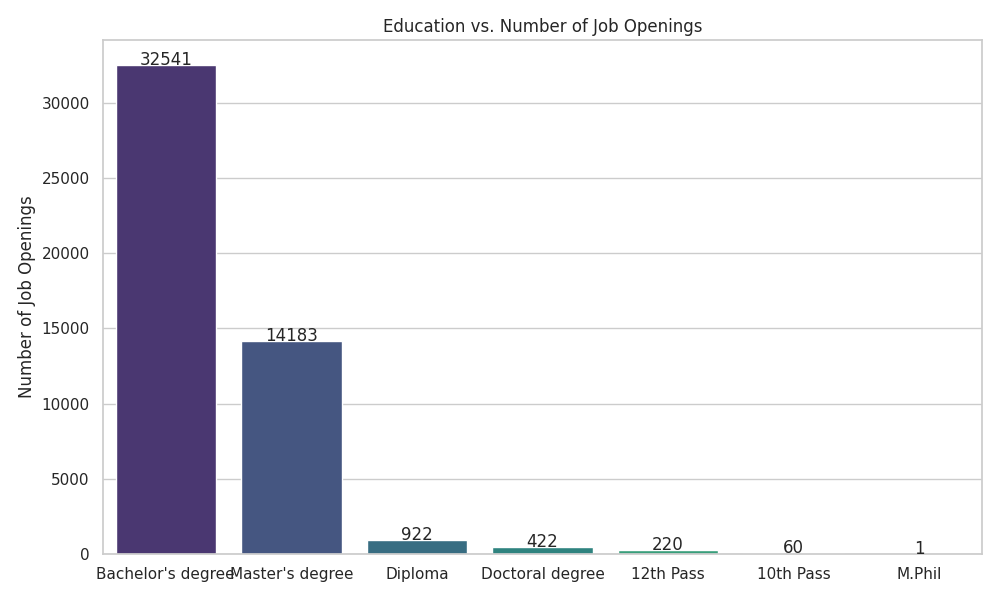 Education vs. Number of Job Openings
Number of Job Openings
30000
25000
20000
15000
10000
5000
0
32541
14183
922
422
220
60
1
Bachelor's degree
Master's degree
Diploma
Doctoral degree
12th Pass
10th Pass
M.Phil